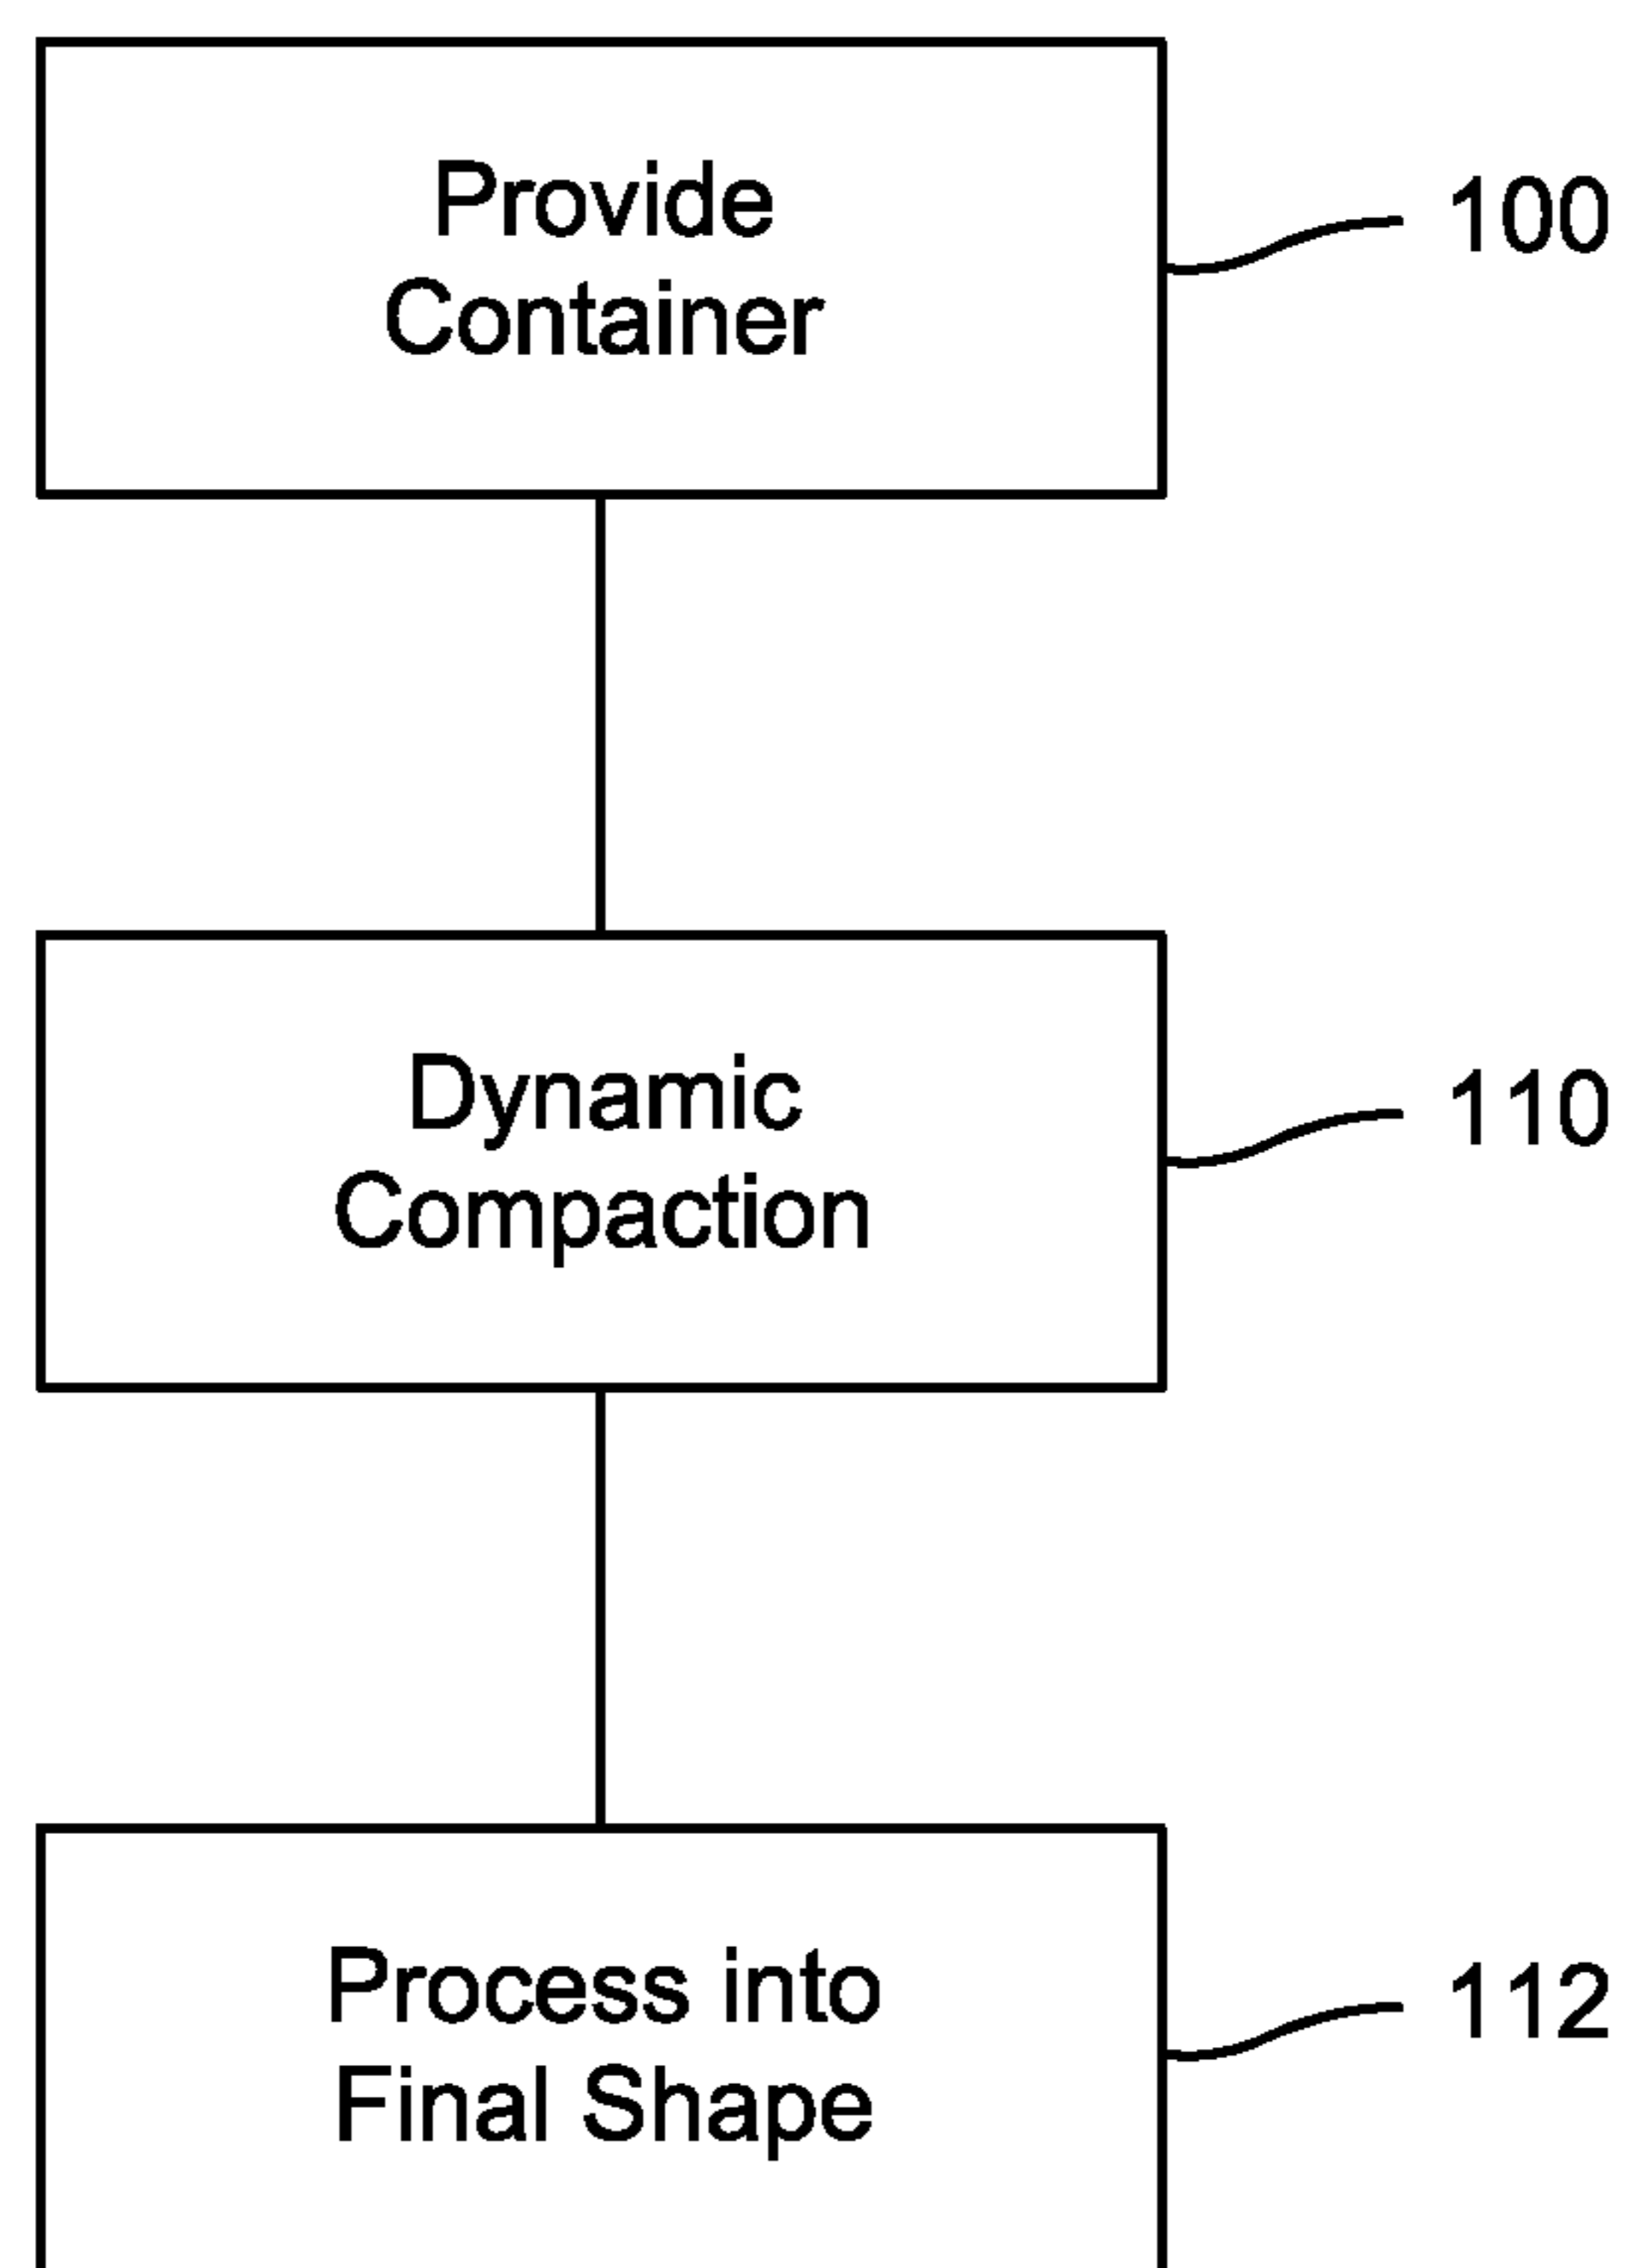 Provide
Container
100
Dynamic
Compaction
110
Process into
Final Shape
112